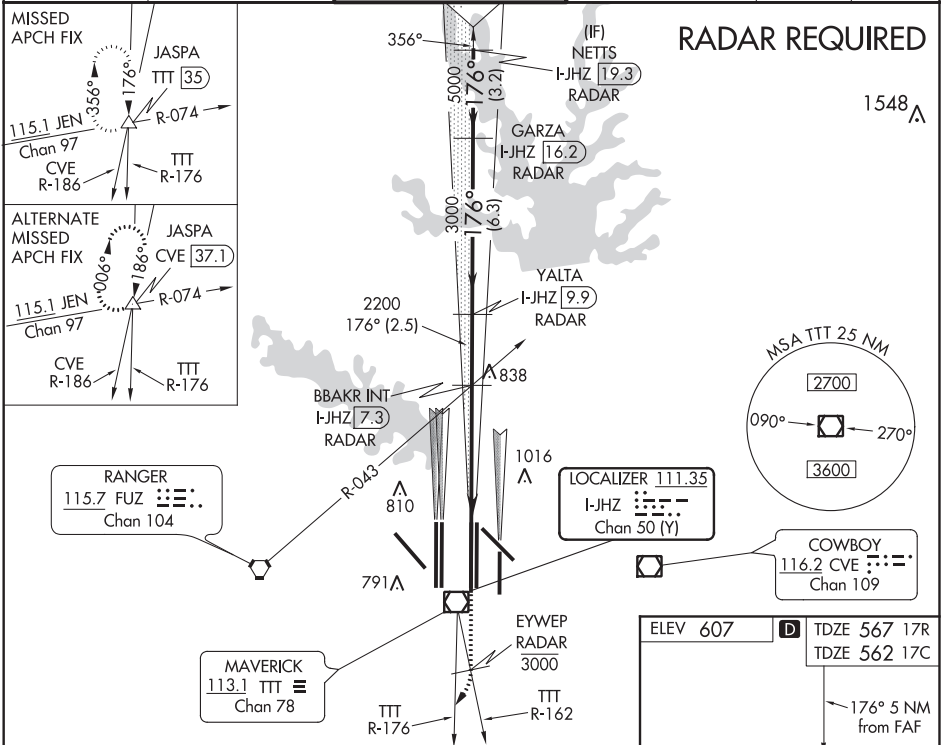 MISSED
APCH FIX
JASPA
TTT 35
356°
176°
R-074
115.1 JEN
Chan 97
CVE
R-186
TTT
R-176
ALTERNATE
MISSED
APCH FIX
JASPA
CVE 37.1
006°
186°
R-074
115.1 JEN
Chan 97
CVE
R-186
TTT
R-176
RADAR REQUIRED
1548
356°
(IF)
NETTS
I-JHZ 19.3
RADAR
5000
176°
(3.2)
GARZA
I-JHZ 16.2
RADAR
3000
176°
(6.3)
YALTA
I-JHZ 9.9
RADAR
2200
176° (2.5)
838
BBAKR INT
I-JHZ 7.3
RADAR
R-043
1016
810
791
MSA TTT 25 NM
2700
090°
270°
3600
RANGER
115.7 FUZ
Chan 104
LOCALIZER 111.35
I-JHZ
Chan 50 (Y)
COWBOY
116.2 CVE
Chan 109
MAVERICK
113.1 TTT
Chan 78
EYWEP
RADAR
3000
TTT
R-176
TTT
R-162
ELEV 607
D
TDZE 567 17R
TDZE 562 17C
176° 5 NM
from FAF